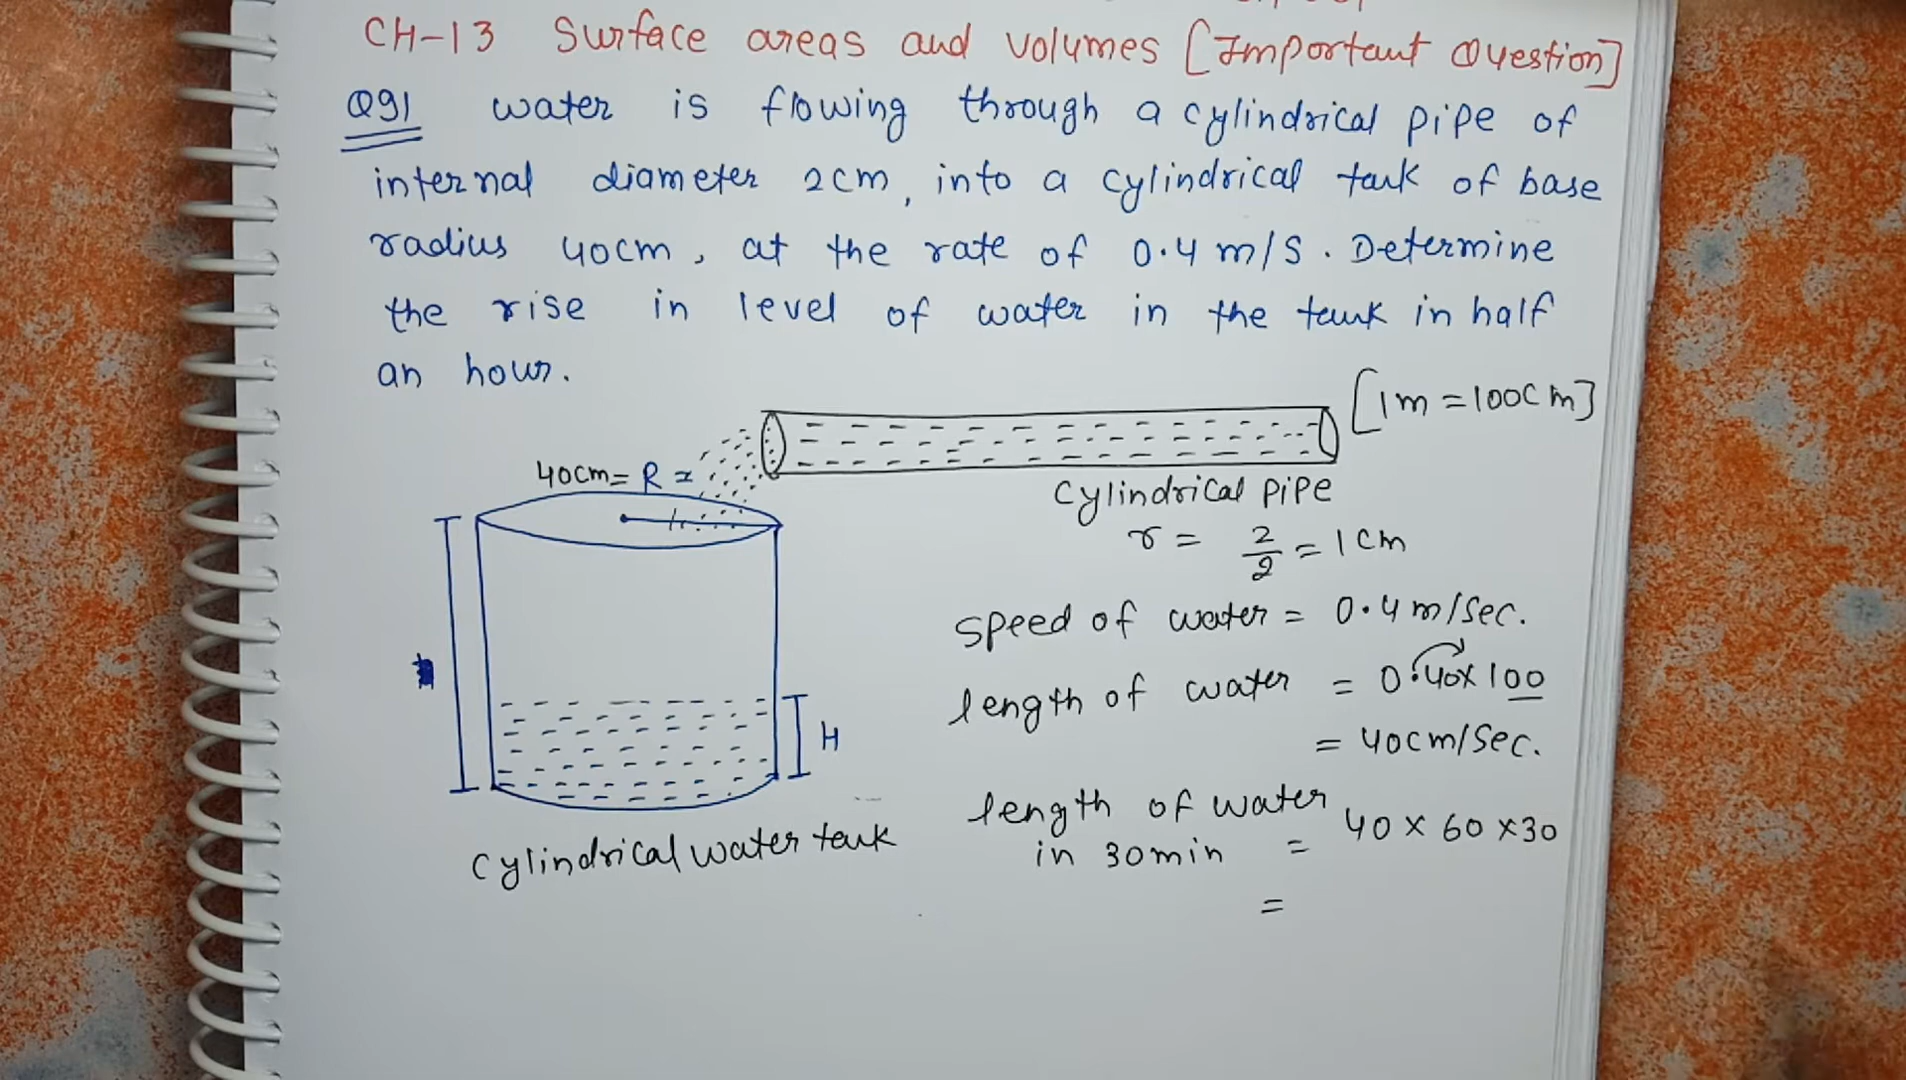 CH-13 Surface areas and volumes [Important Question]
Q91 water is flowing through a cylindrical pipe of
internal diameter 2cm, into a cylindrical tank of base
radius 40cm, at the rate of 0.4 m/s. Determine
the rise in level of water in the tank in half
an hour.
[1m = 100cm]
40cm = R =
cylindrical pipe
r = 2/2 = 1cm
speed of water = 0.4 m/sec.
length of water = 0.40x100
= 40cm/sec.
H
length of water
in 30min = 40 x 60 x 30
cylindrical water tank
=